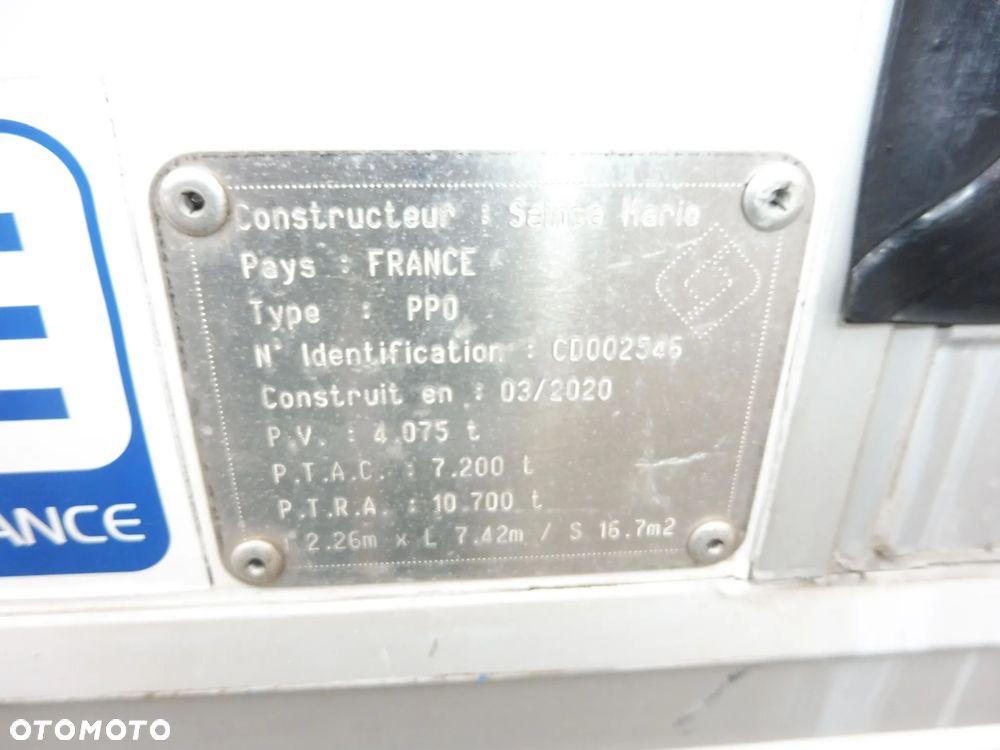 Constructeur : Sainte Marie
Pays : FRANCE
Type : PPO
N° Identification : CD002546
Construit en : 03/2020
P.V. : 4.075 t
P.T.A.C. : 7.200 t
P.T.R.A. : 10.700 t
2.26m x L 7.42m / S 16.7m2
ANCE
OTOMOTO